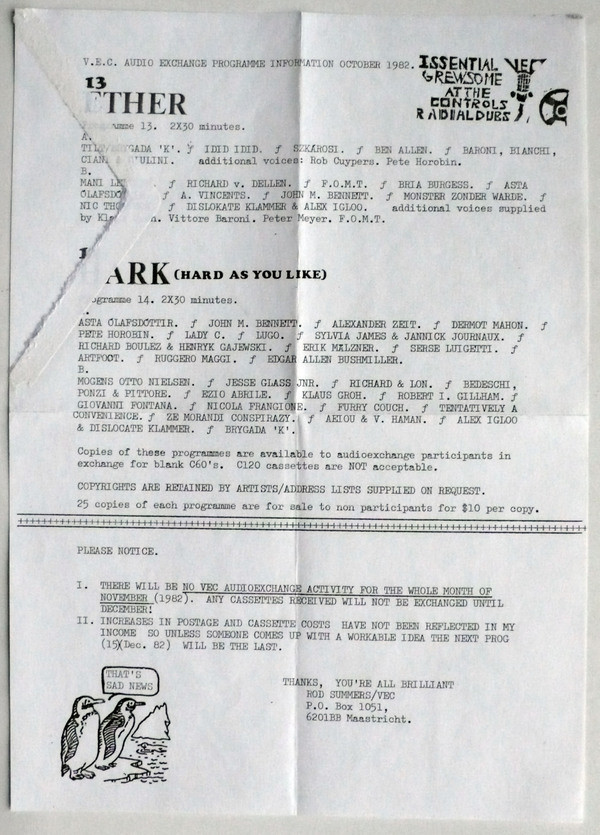 V.E.C. AUDIO EXCHANGE PROGRAMME INFORMATION OCTOBER 1982.
ISSENTIAL VEC
GREWSOME
AT THE
CONTROLS
RADIIALDUBS
13
ETHER
mme 13. 2X30 minutes.
A.
GADA 'K'. ƒ IDID IDID. ƒ SZKAROSI. ƒ BEN ALLEN. ƒ BARONI, BIANCHI,
CIAN ULINI. additional voices: Rob Cuypers. Pete Horobin.
B.
MANI ƒ RICHARD v. DELLEN. ƒ F.O.M.T. ƒ BRIA BURGESS. ƒ ASTA
OLAFSDO ƒ A. VINCENTS. ƒ JOHN M. BENNETT. ƒ MONSTER ZONDER WARDE. ƒ
NIC ƒ DISLOKATE KLAMMER & ALEX IGLOO. additional voices supplied
by n. Vittore Baroni. Peter Meyer. F.O.M.T.
1
ARK (HARD AS YOU LIKE)
ogramme 14. 2X30 minutes.
ASTA OLAFSDOTTIR. ƒ JOHN M. BENNETT. ƒ ALEXANDER ZEIT. ƒ DERMOT MAHON. ƒ
PETE HOROBIN. ƒ LADY C. ƒ LUGO. ƒ SYLVIA JAMES & JANNICK JOURNAUX. ƒ
RICHARD BOULEZ & HENRYK GAJEWSKI. ƒ ERIK MALZNER. ƒ SERSE LUIGETTI. ƒ
ARTFOOT. ƒ RUGGERO MAGGI. ƒ EDGAR ALLEN BUSHMILLER.
B.
MOGENS OTTO NIELSEN. ƒ JESSE GLASS JNR. ƒ RICHARD & LON. ƒ BEDESCHI,
PONZI & PITTORE. ƒ EZIO ABRILE. ƒ KLAUS GROH. ƒ ROBERT I. GILLHAM. ƒ
GIOVANNI FONTANA. ƒ NICOLA FRANGIONE. ƒ FURRY COUCH. ƒ TENTATIVELY A
CONVENIENCE. ƒ ZE MORANDI CONSPIRAZY. ƒ AEIOU & V. HAMAN. ƒ ALEX IGLOO
& DISLOCATE KLAMMER. ƒ BRYGADA 'K'.
Copies of these programmes are available to audioexchange participants in
exchange for blank C60's. C120 cassettes are NOT acceptable.
COPYRIGHTS ARE RETAINED BY ARTISTS/ADDRESS LISTS SUPPLIED ON REQUEST.
25 copies of each programme are for sale to non participants for $10 per copy.
PLEASE NOTICE.
I. THERE WILL BE NO VEC AUDIOEXCHANGE ACTIVITY FOR THE WHOLE MONTH OF
NOVEMBER (1982). ANY CASSETTES RECEIVED WILL NOT BE EXCHANGED UNTIL
DECEMBER!
II. INCREASES IN POSTAGE AND CASSETTE COSTS HAVE NOT BEEN REFLECTED IN MY
INCOME SO UNLESS SOMEONE COMES UP WITH A WORKABLE IDEA THE NEXT PROG
(15)(Dec. 82) WILL BE THE LAST.
THAT'S
SAD NEWS
THANKS, YOU'RE ALL BRILLIANT
ROD SUMMERS/VEC
P.O. Box 1051,
6201BB Maastricht.